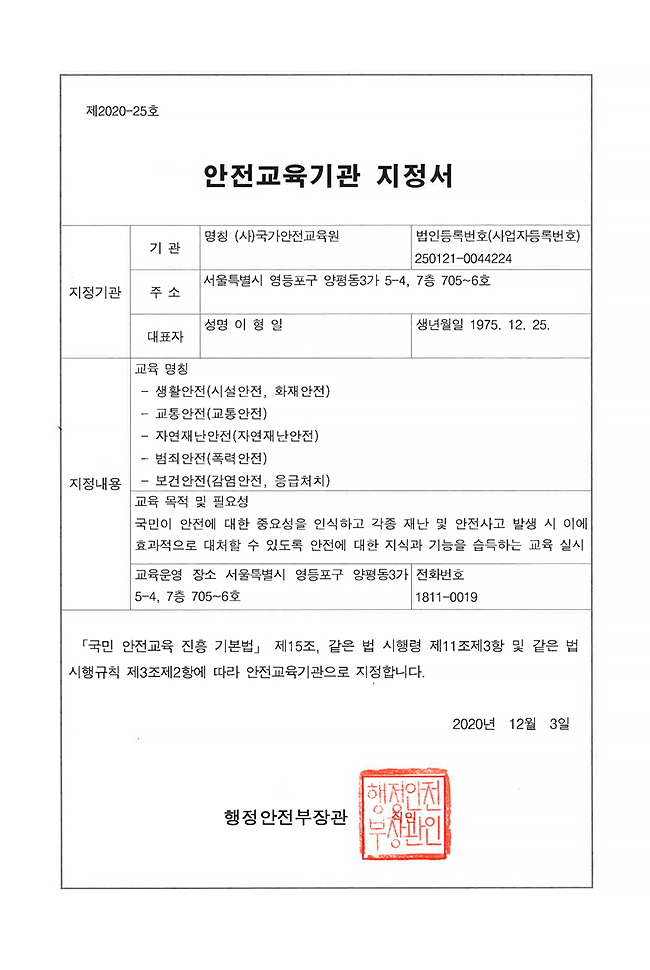 제2020-25호
안전교육기관 지정서
지정기관
기 관
명칭 (사)국가안전교육원
법인등록번호(사업자등록번호)
250121-0044224
주 소
서울특별시 영등포구 양평동3가 5-4, 7층 705~6호
대표자
성명 이 형 일
생년월일 1975. 12. 25.
지정내용
교육 명칭
- 생활안전(시설안전, 화재안전)
- 교통안전(교통안전)
- 자연재난안전(자연재난안전)
- 범죄안전(폭력안전)
- 보건안전(감염안전, 응급처치)
교육 목적 및 필요성
국민이 안전에 대한 중요성을 인식하고 각종 재난 및 안전사고 발생 시 이에
효과적으로 대처할 수 있도록 안전에 대한 지식과 기능을 습득하는 교육 실시
교육운영 장소 서울특별시 영등포구 양평동3가
5-4, 7층 705~6호
전화번호
1811-0019
「국민 안전교육 진흥 기본법」 제15조, 같은 법 시행령 제11조제3항 및 같은 법
시행규칙 제3조제2항에 따라 안전교육기관으로 지정합니다.
2020년 12월 3일
행정안전부장관
행정안전
부장관인
직인